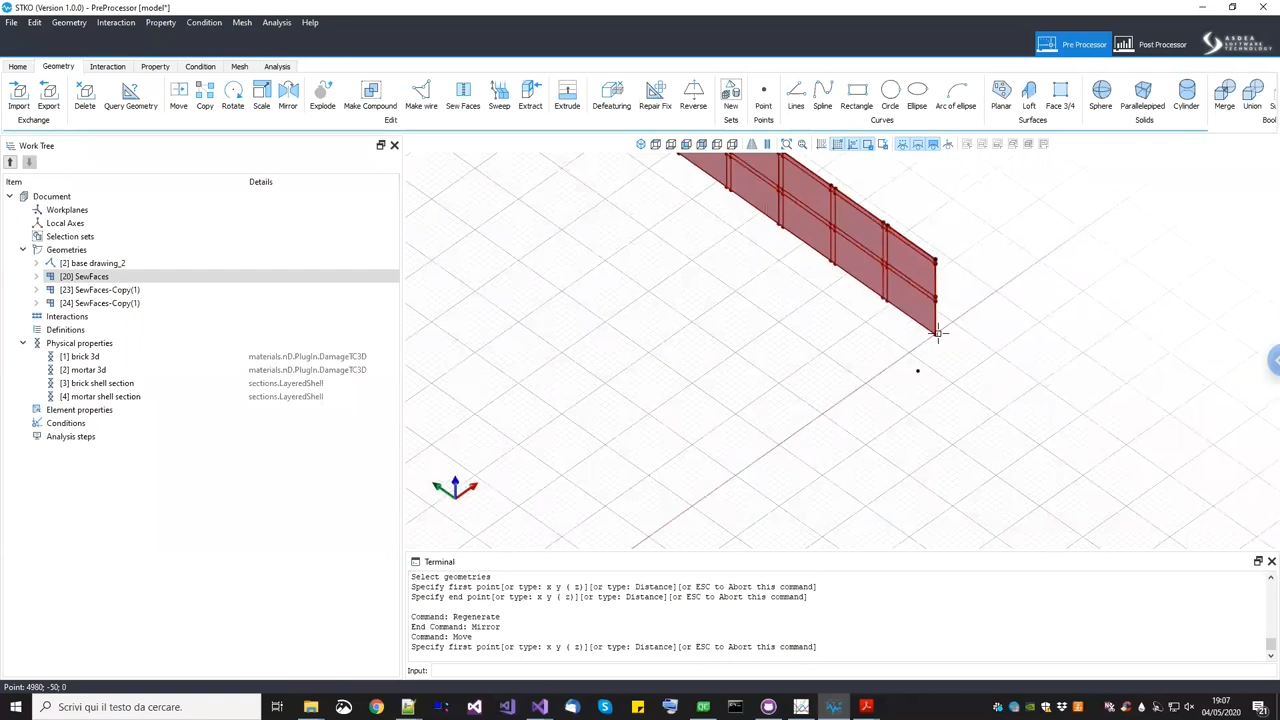 STKO (Version 1.0.0) - PreProcessor [model*]
File Edit Geometry Interaction Property Condition Mesh Analysis Help
Pre Processor Post Processor ASDEA SOFTWARE TECHNOLOGY
Home Geometry Interaction Property Condition Mesh Analysis
Import Export Delete Query Geometry Move Copy Rotate Scale Mirror Explode Make Compound Make wire Sew Faces Sweep Extract Extrude Defeaturing Repair Fix Reverse New Point Lines Spline Rectangle Circle Ellipse Arc of ellipse Planar Loft Face 3/4 Sphere Parallelepiped Cylinder Merge Union
Exchange Edit Sets Points Curves Surfaces Solids
Work Tree
Item Details
Document
Workplanes
Local Axes
Selection sets
Geometries
[2] base drawing_2
[20] SewFaces
[23] SewFaces-Copy(1)
[24] SewFaces-Copy(1)
Interactions
Definitions
Physical properties
[1] brick 3d materials.nD.PlugIn.DamageTC3D
[2] mortar 3d materials.nD.PlugIn.DamageTC3D
[3] brick shell section sections.LayeredShell
[4] mortar shell section sections.LayeredShell
Element properties
Conditions
Analysis steps
Terminal
Select geometries
Specify first point[or type: x y ( z)][or type: Distance][or ESC to Abort this command]
Specify end point[or type: x y ( z)][or type: Distance][or ESC to Abort this command]
Command: Regenerate
End Command: Mirror
Command: Move
Specify first point[or type: x y ( z)][or type: Distance][or ESC to Abort this command]
Input:
Point: 4980; -50; 0
Scrivi qui il testo da cercare.
19:07
04/05/2020